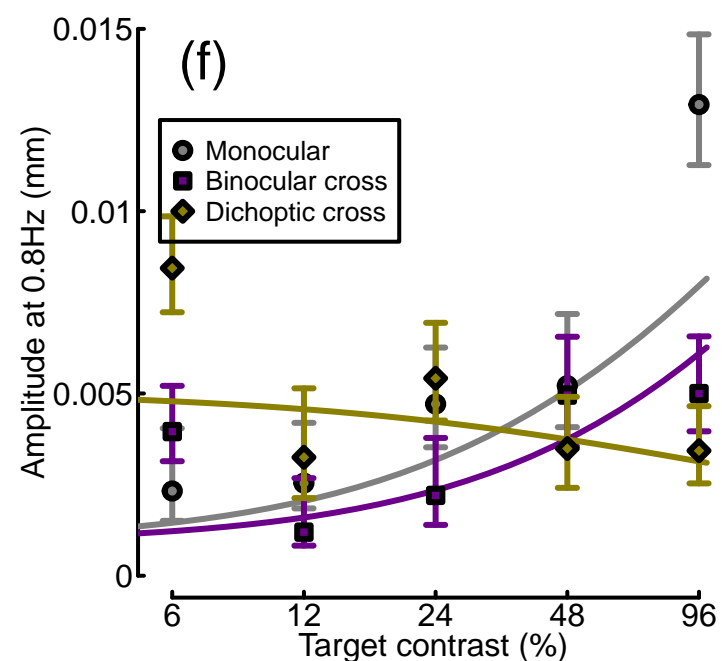 (f)
Monocular
Binocular cross
Dichoptic cross
Amplitude at 0.8Hz (mm)
0.015
0.01
0.005
0
6 12 24 48 96
Target contrast (%)